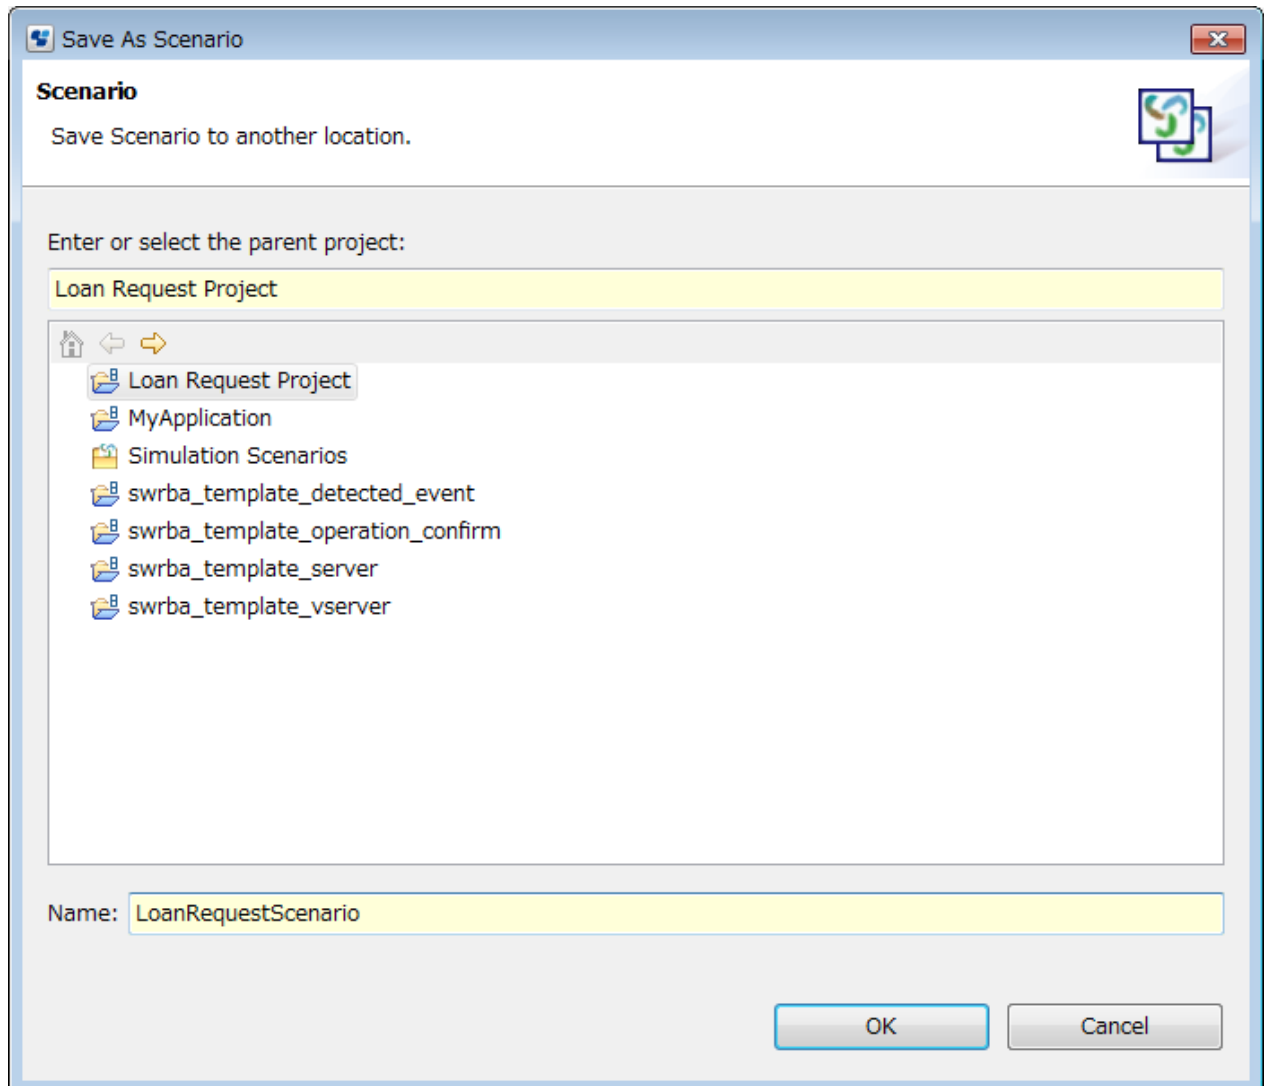 Save As Scenario
Scenario
Save Scenario to another location.
Enter or select the parent project:
Loan Request Project
Loan Request Project
MyApplication
Simulation Scenarios
swrba_template_detected_event
swrba_template_operation_confirm
swrba_template_server
swrba_template_vserver
Name: LoanRequestScenario
OK Cancel